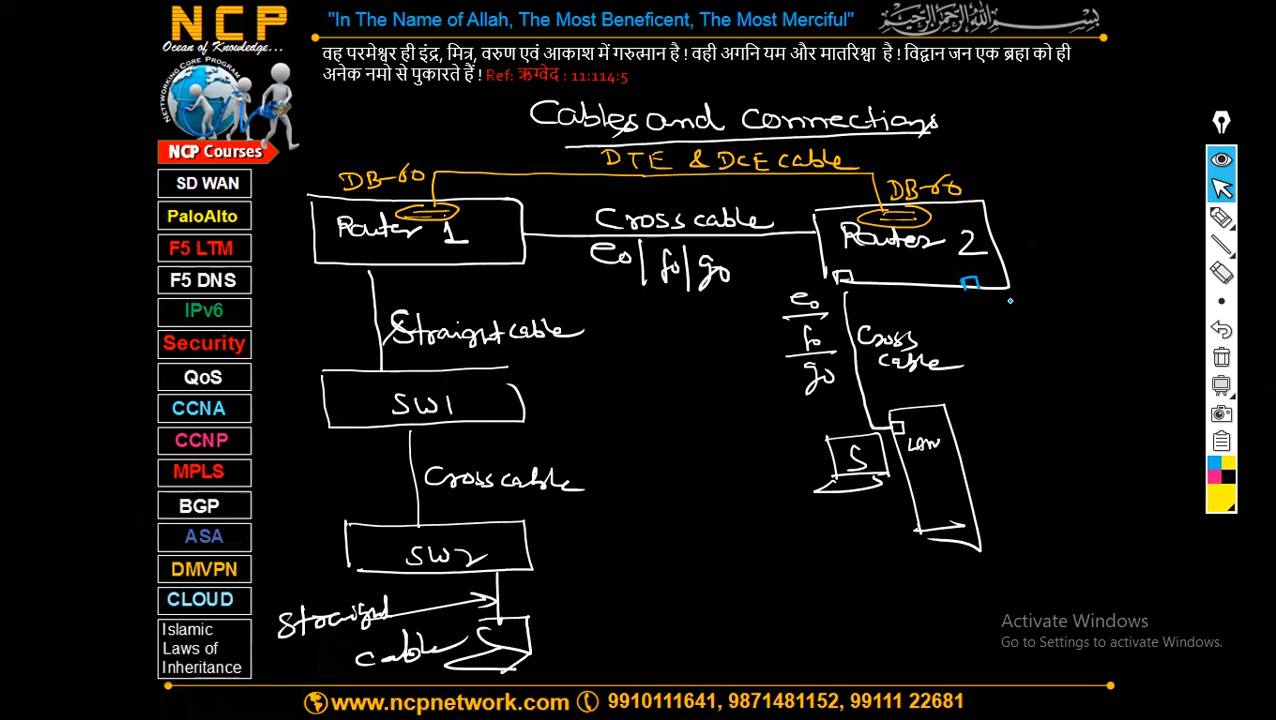 NCP
Ocean of Knowledge...
NETWORKING CORE PROGRAM
"In The Name of Allah, The Most Beneficent, The Most Merciful"
वह परमेश्वर ही इंद्र, मित्र, वरुण एवं आकाश में गरुत्मान है ! वही अगनि यम और मातरिश्वा है ! विद्वान जन एक ब्रहा को ही
अनेक नमो से पुकारते हैं ! Ref: ऋग्वेद : 11:114:5
NCP Courses
SD WAN
PaloAlto
F5 LTM
F5 DNS
IPv6
Security
QoS
CCNA
CCNP
MPLS
BGP
ASA
DMVPN
CLOUD
Islamic
Laws of
Inheritance
Cables and connections
DTE & DCE cable
DB-60
DB-60
Router 1
Cross cable
e0 | f0 | g0
Router 2
Straight cable
e0
f0
g0
Cross
cable
SW1
LAN
S
Cross cable
SW2
Straight
cable
Activate Windows
Go to Settings to activate Windows.
www.ncpnetwork.com 9910111641, 9871481152, 99111 22681